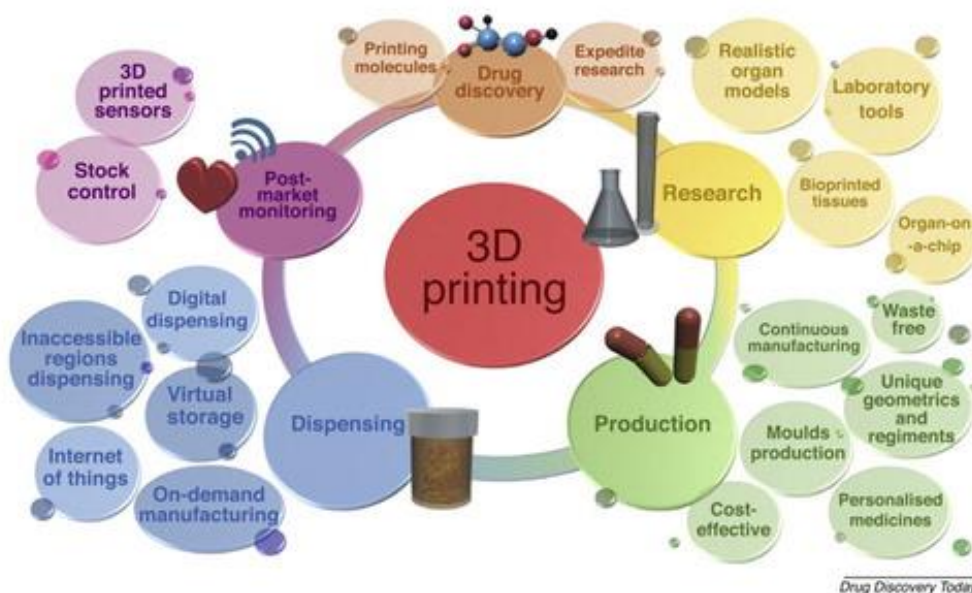 3D
printing
Drug
discovery
Printing
molecules
Expedite
research
Research
Realistic
organ
models
Laboratory
tools
Bioprinted
tissues
Organ-on
-a-chip
Production
Continuous
manufacturing
Waste
free
Unique
geometrics
and
regiments
Moulds
production
Cost-
effective
Personalised
medicines
Dispensing
Digital
dispensing
Inaccessible
regions
dispensing
Virtual
storage
Internet
of things
On-demand
manufacturing
Post-
market
monitoring
3D
printed
sensors
Stock
control
Drug Discovery Today